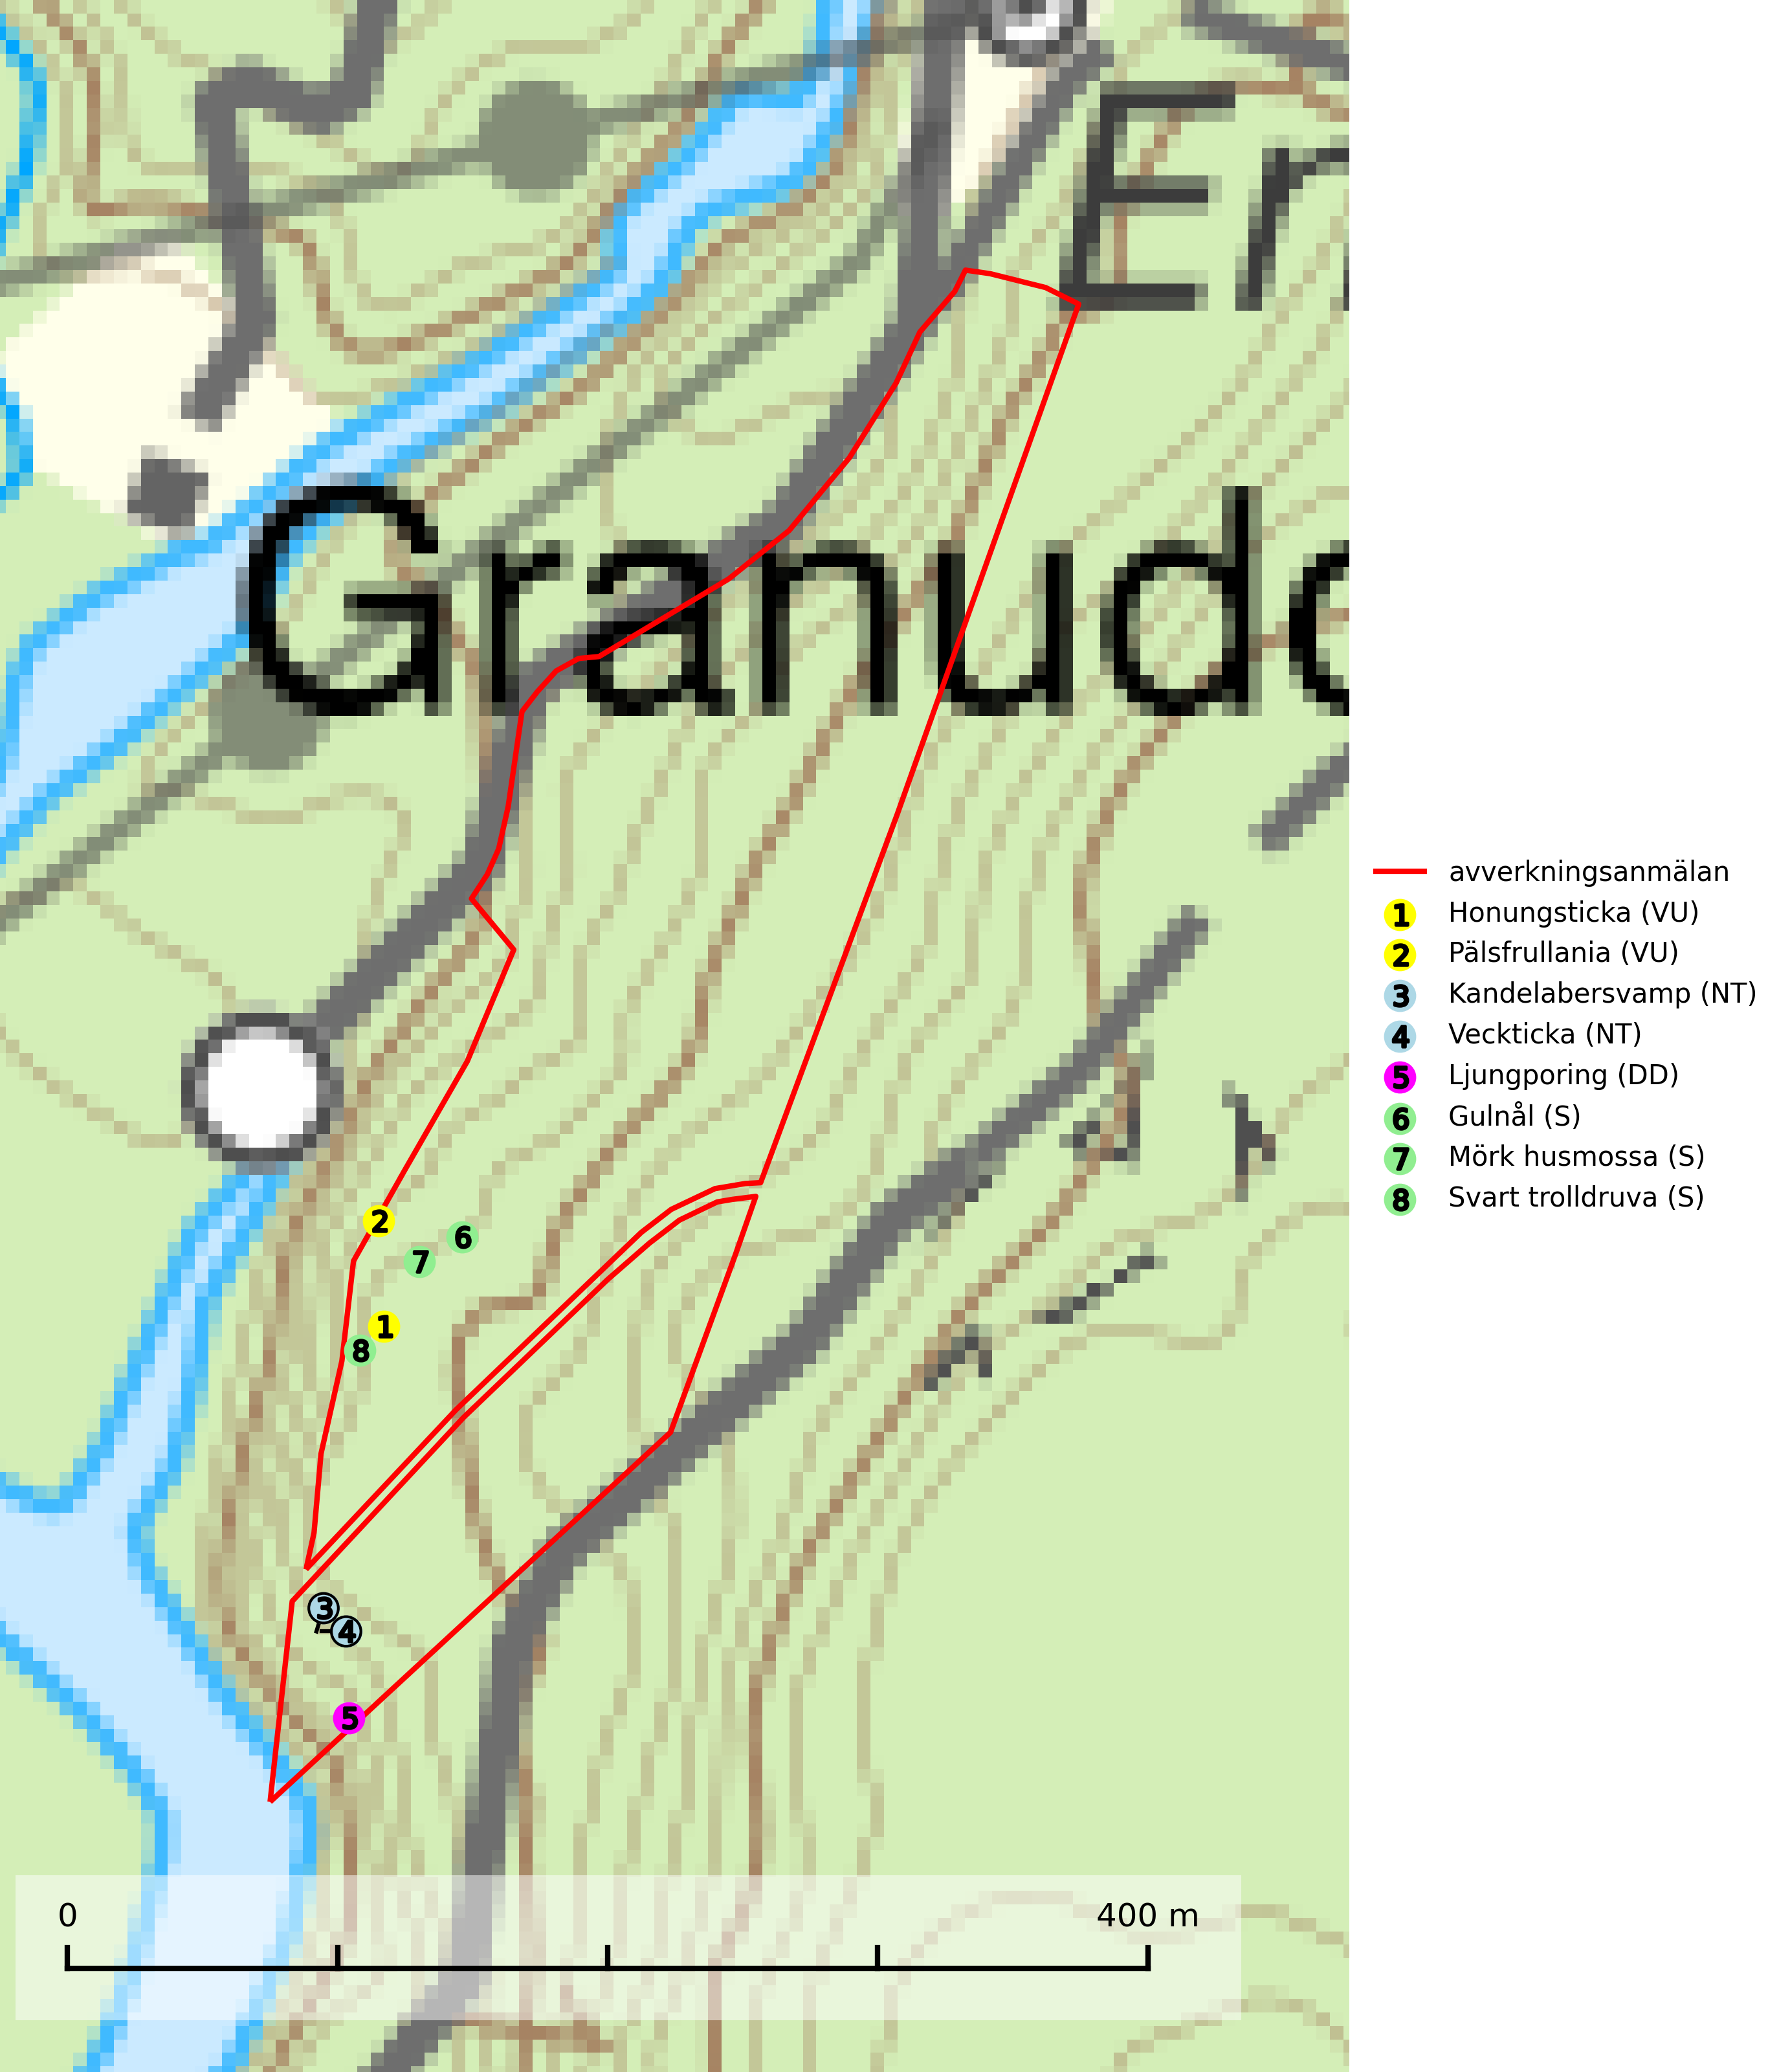 Er
Granudd
avverkningsanmälan
1 Honungsticka (VU)
2 Pälsfrullania (VU)
3 Kandelabersvamp (NT)
4 Veckticka (NT)
5 Ljungporing (DD)
6 Gulnål (S)
7 Mörk husmossa (S)
8 Svart trolldruva (S)
2
6
7
1
8
3
4
5
0 400 m